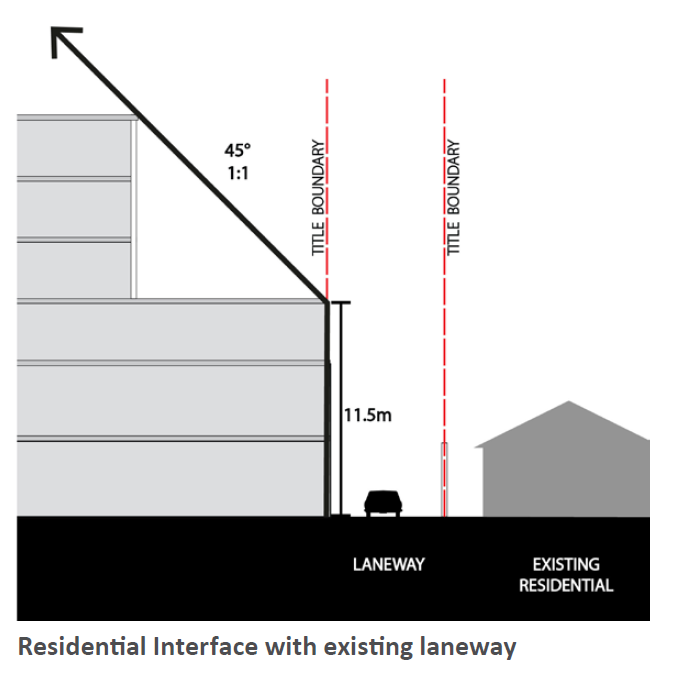 45°
1:1
TITLE BOUNDARY
TITLE BOUNDARY
11.5m
LANEWAY
EXISTING
RESIDENTIAL
Residential Interface with existing laneway